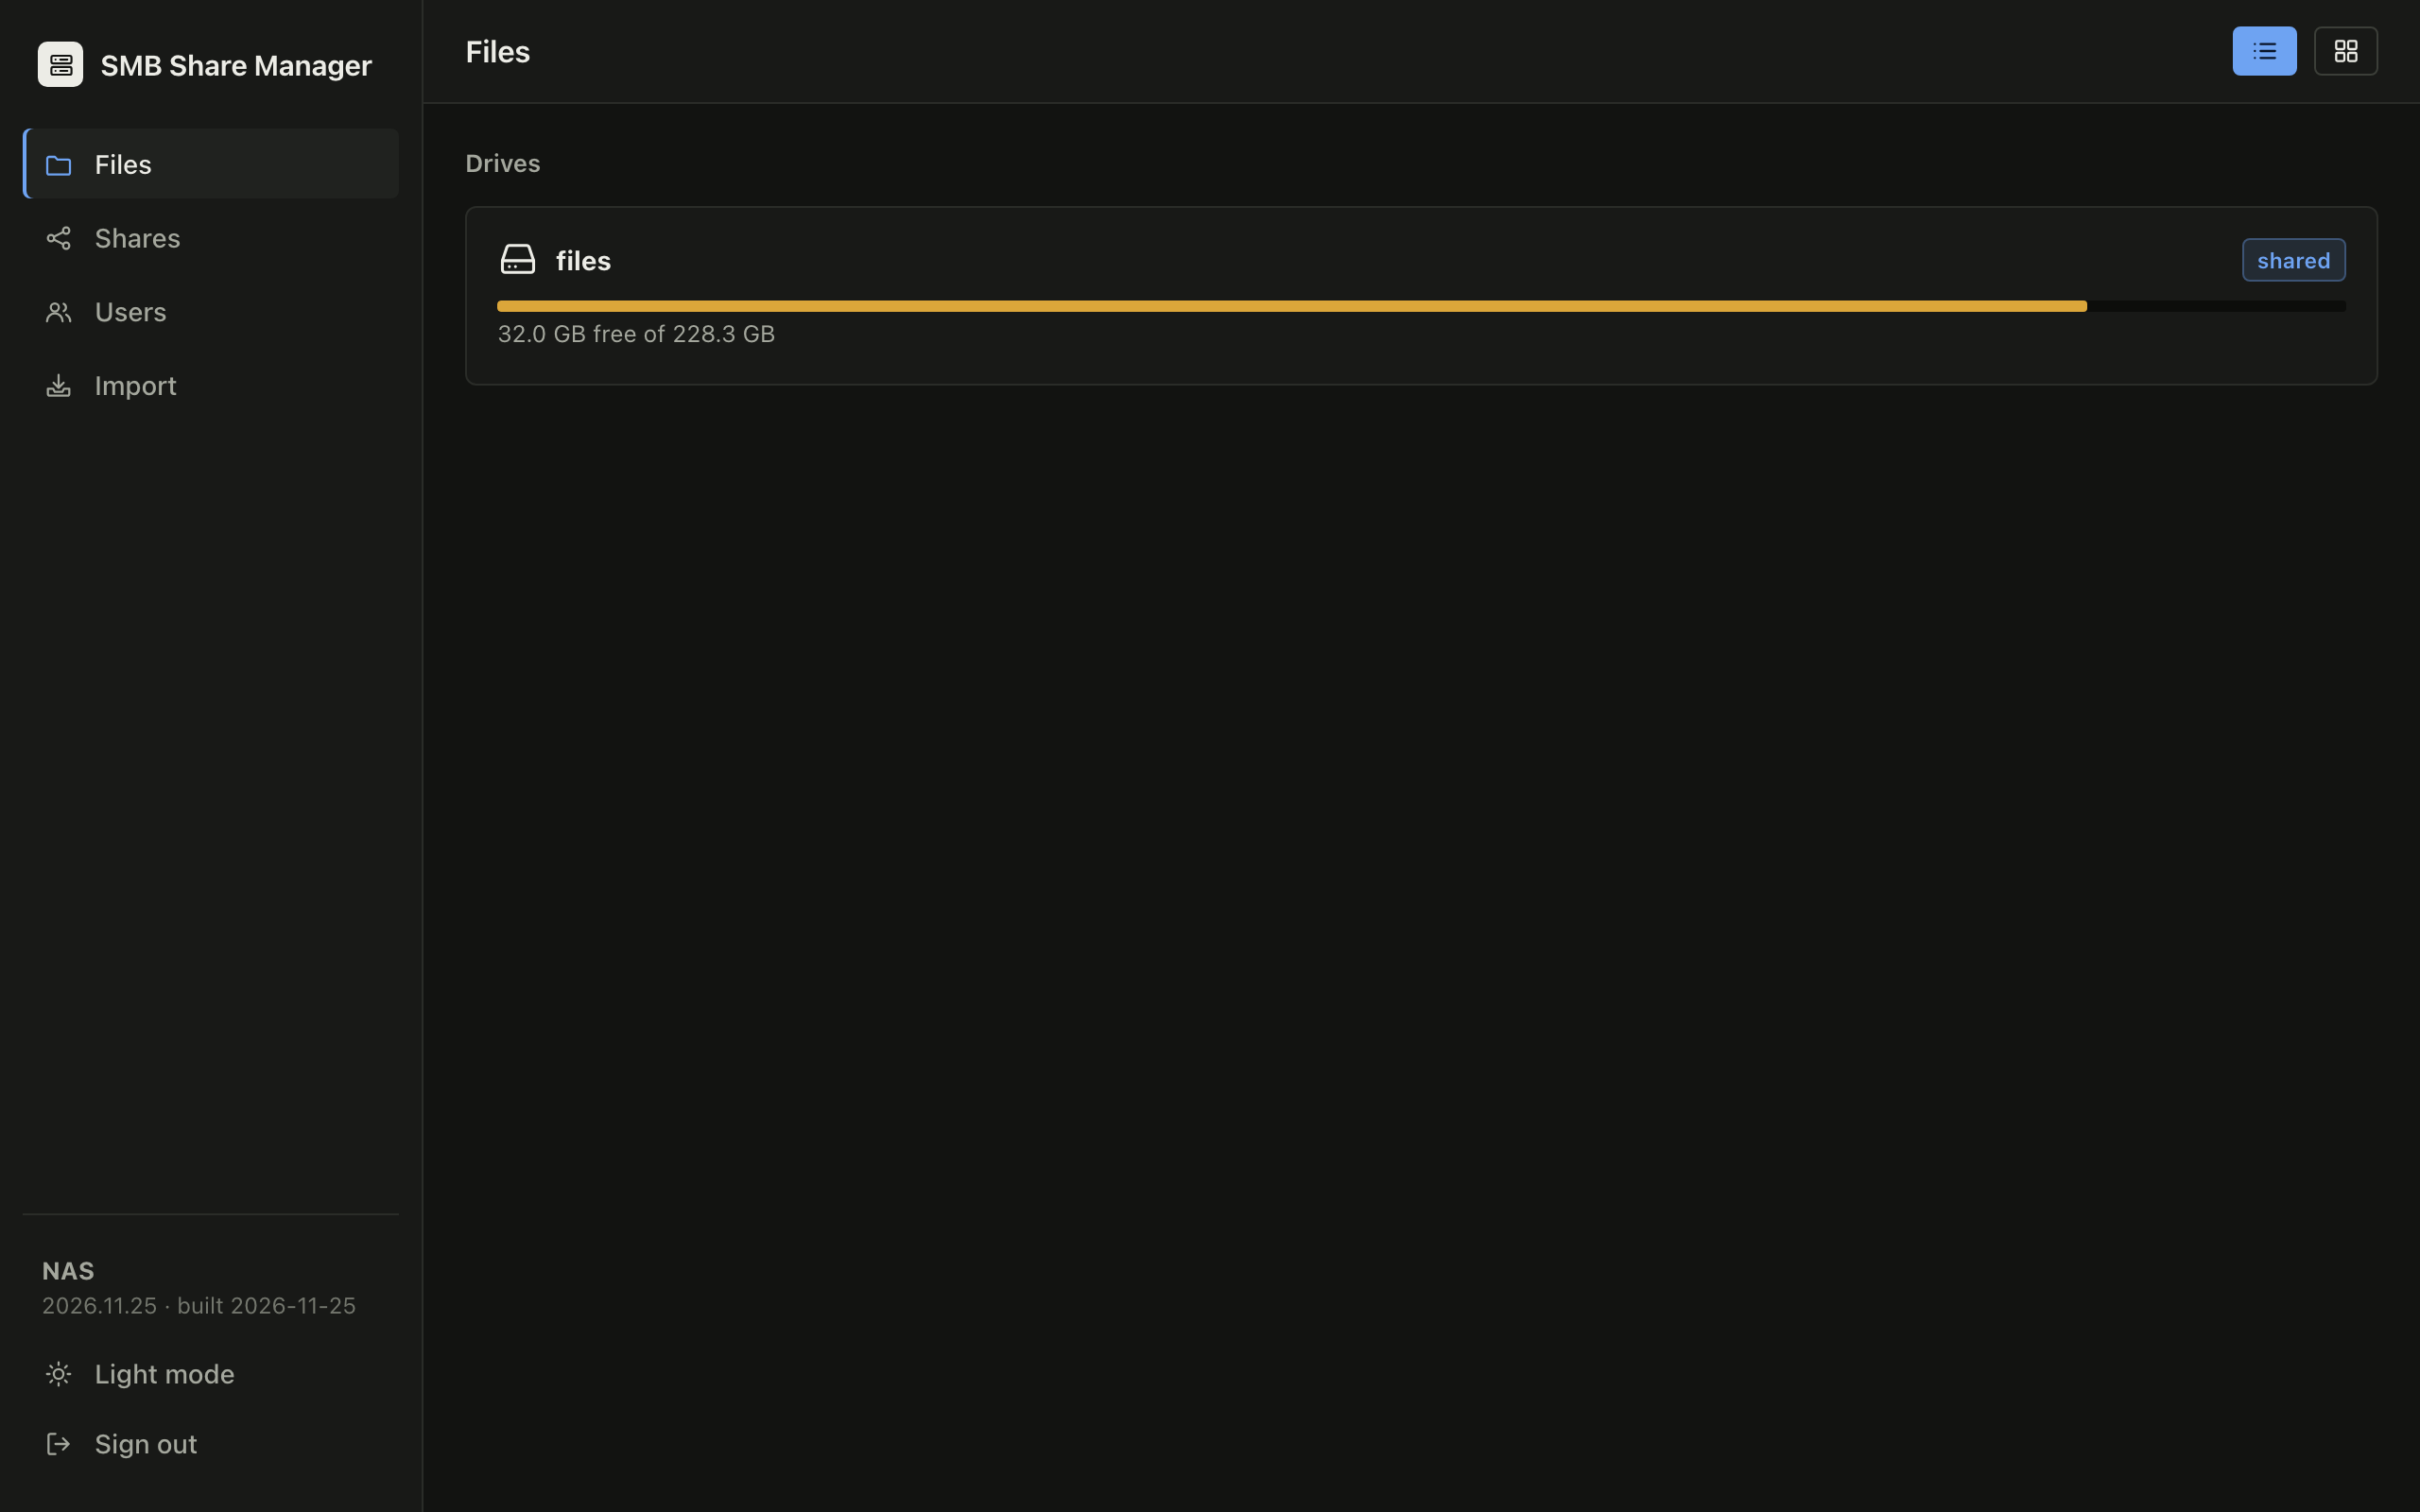 SMB Share Manager
Files
Shares
Users
Import
NAS
2026.11.25 · built 2026-11-25
Light mode
Sign out
Files
Drives
files
shared
32.0 GB free of 228.3 GB